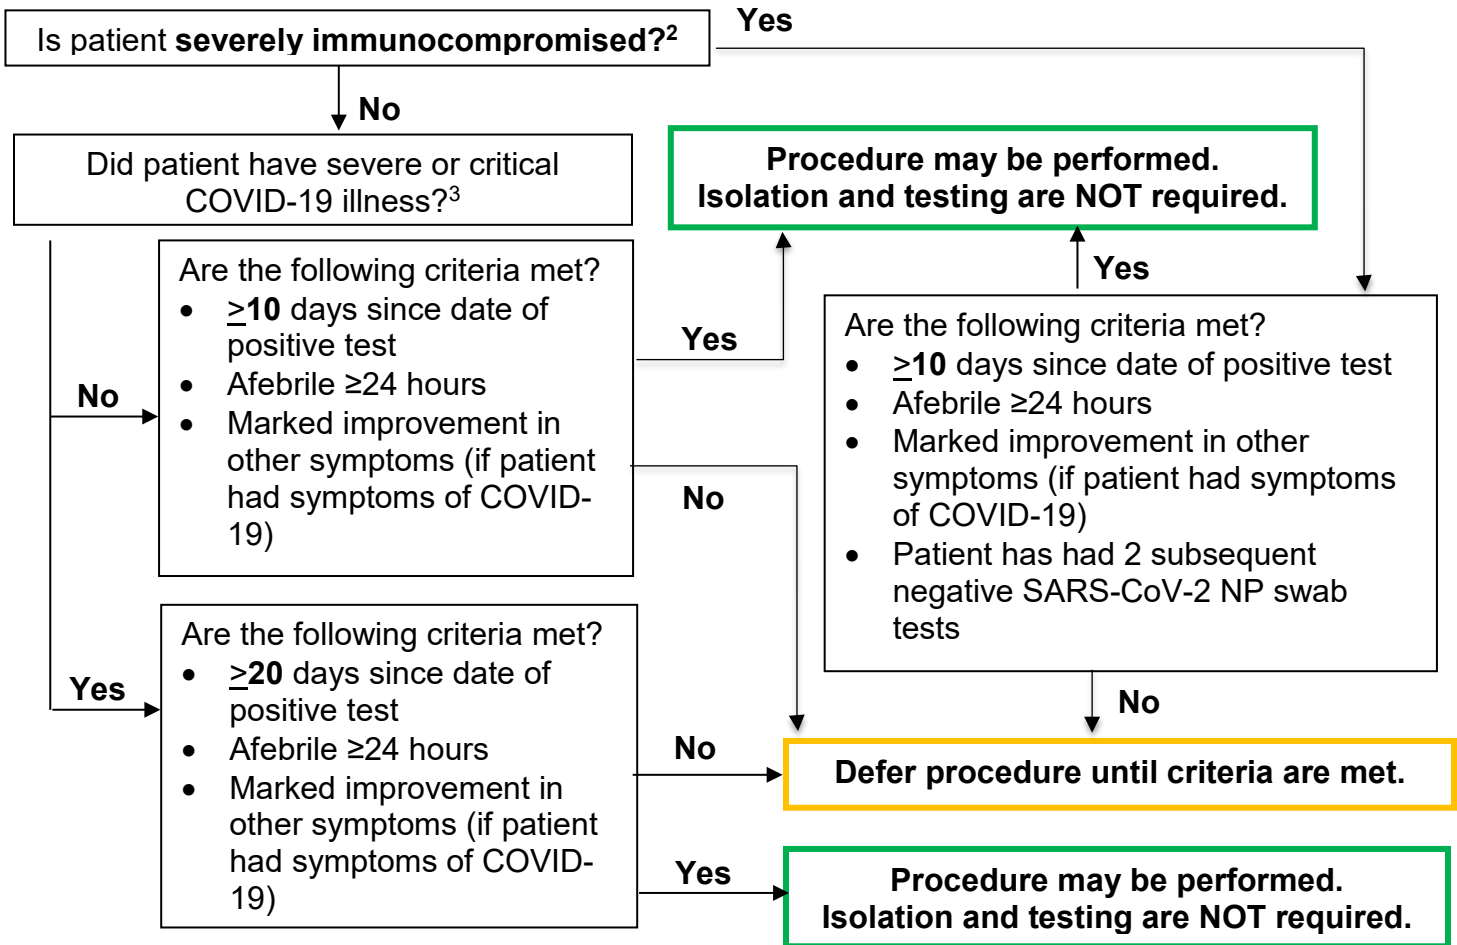 Is patient severely immunocompromised?²
Yes
No
Did patient have severe or critical
COVID-19 illness?³
Procedure may be performed.
Isolation and testing are NOT required.
No
Are the following criteria met?
• >10 days since date of
positive test
• Afebrile ≥24 hours
• Marked improvement in
other symptoms (if patient
had symptoms of COVID-
19)
Yes
No
Yes
Are the following criteria met?
• >10 days since date of positive test
• Afebrile ≥24 hours
• Marked improvement in other
symptoms (if patient had symptoms
of COVID-19)
• Patient has had 2 subsequent
negative SARS-CoV-2 NP swab
tests
No
Yes
Are the following criteria met?
• >20 days since date of
positive test
• Afebrile ≥24 hours
• Marked improvement in
other symptoms (if patient
had symptoms of COVID-
19)
No
Defer procedure until criteria are met.
Yes
Procedure may be performed.
Isolation and testing are NOT required.